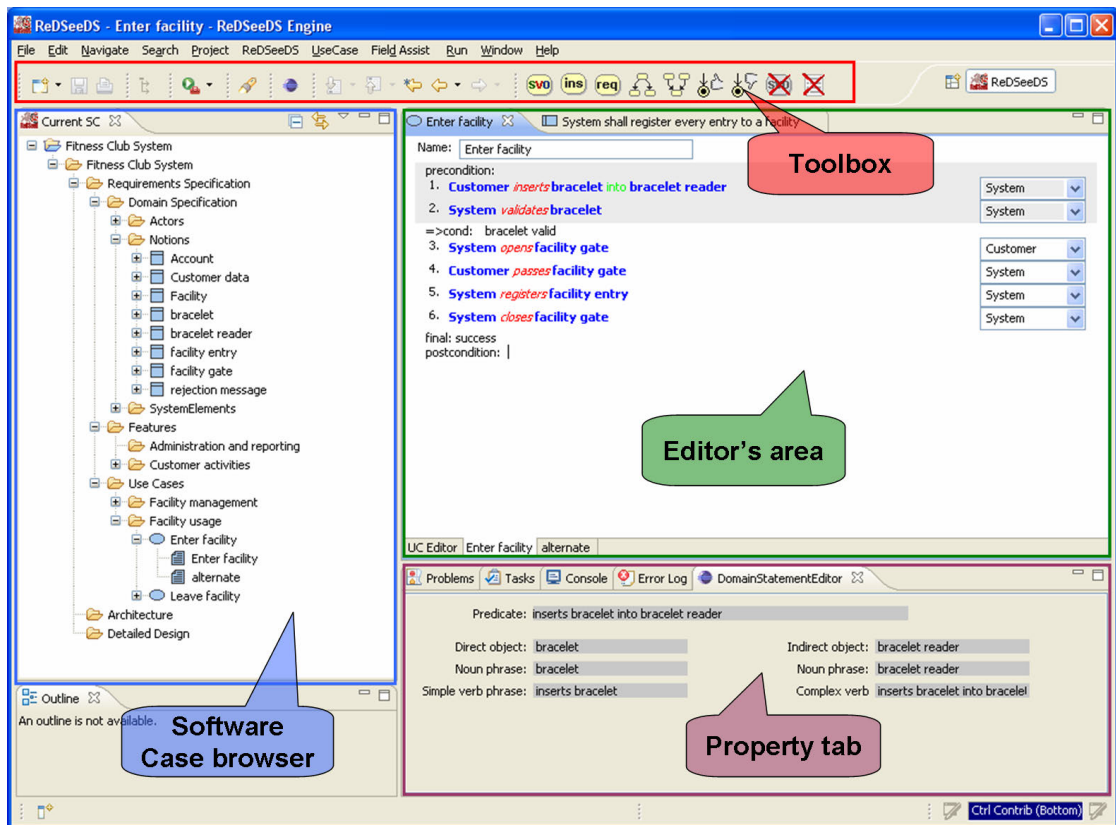 ReDSeeDS - Enter facility - ReDSeeDS Engine
File Edit Navigate Search Project ReDSeeDS UseCase Field Assist Run Window Help
svo ins req
ReDSeeDS
Toolbox
Current SC
Fitness Club System
Fitness Club System
Requirements Specification
Domain Specification
Actors
Notions
Account
Customer data
Facility
bracelet
bracelet reader
facility entry
facility gate
rejection message
SystemElements
Features
Administration and reporting
Customer activities
Use Cases
Facility management
Facility usage
Enter facility
Enter facility
alternate
Leave facility
Architecture
Detailed Design
Software
Case browser
Outline
An outline is not available.
Enter facility System shall register every entry to a facility
Name: Enter facility
precondition:
1. Customer inserts bracelet into bracelet reader System
2. System validates bracelet System
=>cond: bracelet valid
3. System opens facility gate Customer
4. Customer passes facility gate System
5. System registers facility entry System
6. System closes facility gate System
final: success
postcondition:
Editor's area
UC Editor Enter facility alternate
Problems Tasks Console Error Log DomainStatementEditor
Predicate: inserts bracelet into bracelet reader
Direct object: bracelet Indirect object: bracelet reader
Noun phrase: bracelet Noun phrase: bracelet reader
Simple verb phrase: inserts bracelet Complex verb inserts bracelet into bracelet
Property tab
Ctrl Contrib (Bottom)